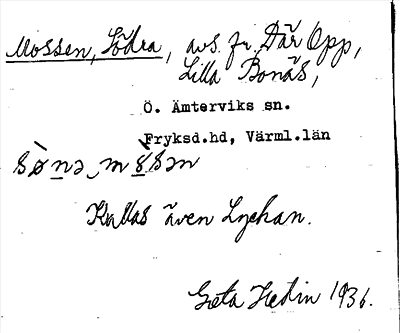 Mossen, Södra, avs. fr. Där Opp,
Lilla Bonäs,
Ö. Ämterviks sn.
Fryksd.hd, Värml.län
Kallas även Lyckan.
Greta Hedin 1936.